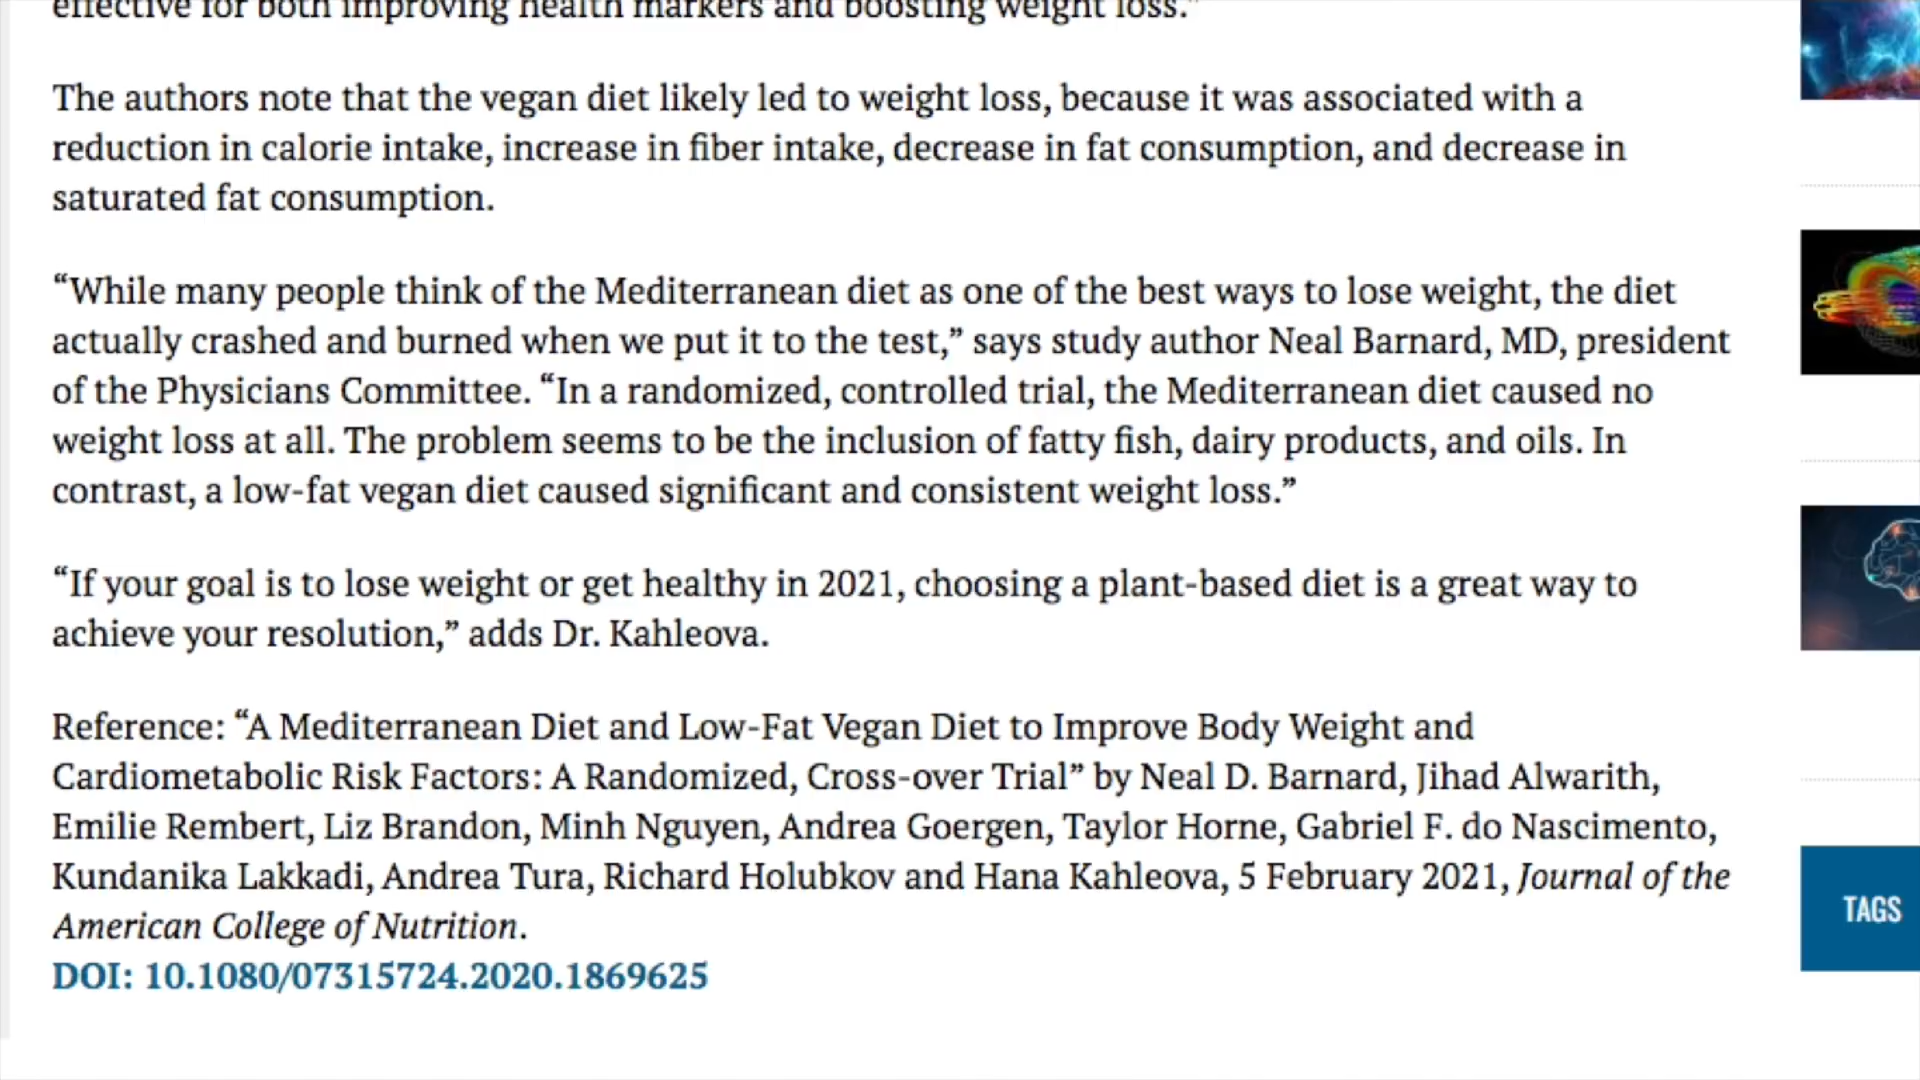 effective for both improving health markers and boosting weight loss.”
The authors note that the vegan diet likely led to weight loss, because it was associated with a
reduction in calorie intake, increase in fiber intake, decrease in fat consumption, and decrease in
saturated fat consumption.
“While many people think of the Mediterranean diet as one of the best ways to lose weight, the diet
actually crashed and burned when we put it to the test,” says study author Neal Barnard, MD, president
of the Physicians Committee. “In a randomized, controlled trial, the Mediterranean diet caused no
weight loss at all. The problem seems to be the inclusion of fatty fish, dairy products, and oils. In
contrast, a low-fat vegan diet caused significant and consistent weight loss.”
“If your goal is to lose weight or get healthy in 2021, choosing a plant-based diet is a great way to
achieve your resolution,” adds Dr. Kahleova.
Reference: “A Mediterranean Diet and Low-Fat Vegan Diet to Improve Body Weight and
Cardiometabolic Risk Factors: A Randomized, Cross-over Trial” by Neal D. Barnard, Jihad Alwarith,
Emilie Rembert, Liz Brandon, Minh Nguyen, Andrea Goergen, Taylor Horne, Gabriel F. do Nascimento,
Kundanika Lakkadi, Andrea Tura, Richard Holubkov and Hana Kahleova, 5 February 2021, Journal of the
American College of Nutrition.
DOI: 10.1080/07315724.2020.1869625
TAGS